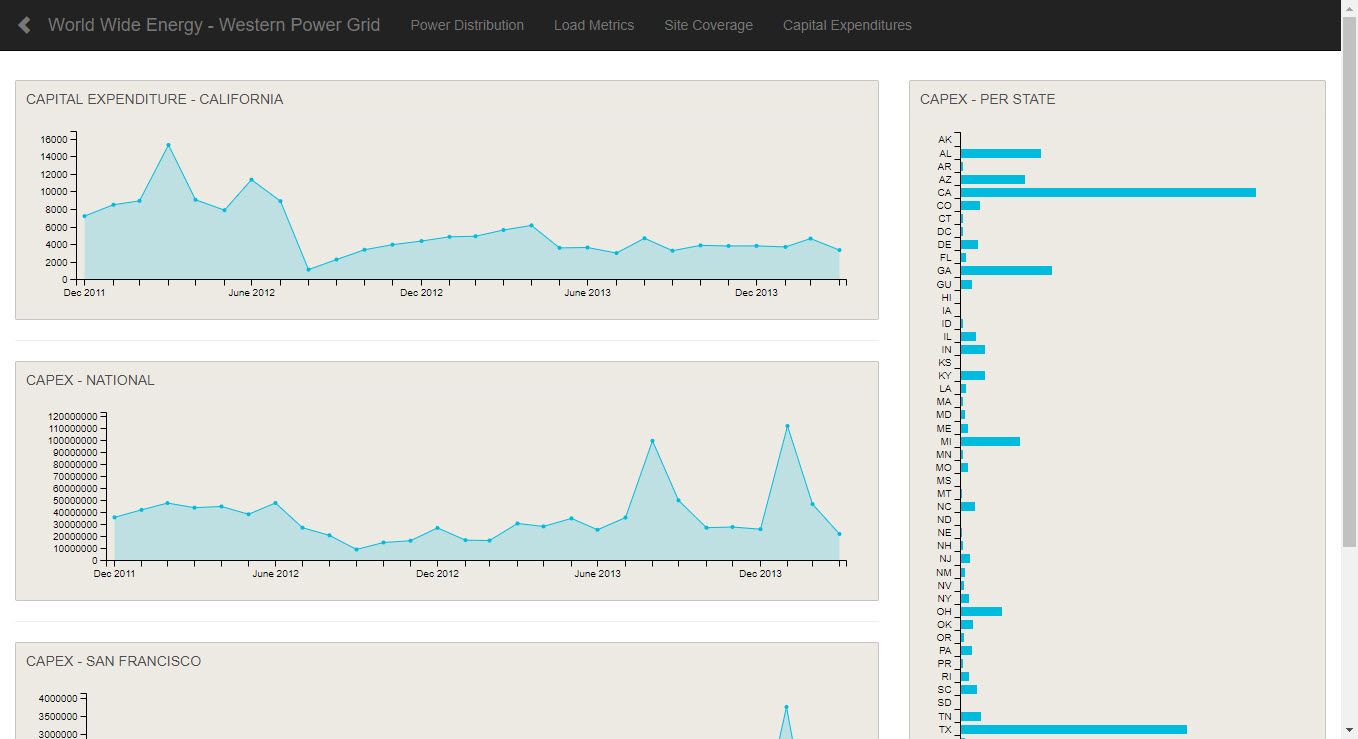 World Wide Energy - Western Power Grid Power Distribution Load Metrics Site Coverage Capital Expenditures
CAPITAL EXPENDITURE - CALIFORNIA
16000
14000
12000
10000
8000
6000
4000
2000
0
Dec 2011 June 2012 Dec 2012 June 2013 Dec 2013
CAPEX - NATIONAL
120000000
110000000
100000000
90000000
80000000
70000000
60000000
50000000
40000000
30000000
20000000
10000000
0
Dec 2011 June 2012 Dec 2012 June 2013 Dec 2013
CAPEX - SAN FRANCISCO
4000000
3500000
3000000
CAPEX - PER STATE
AK
AL
AR
AZ
CA
CO
CT
DC
DE
FL
GA
GU
HI
IA
ID
IL
IN
KS
KY
LA
MA
MD
ME
MI
MN
MO
MS
MT
NC
ND
NE
NH
NJ
NM
NV
NY
OH
OK
OR
PA
PR
RI
SC
SD
TN
TX